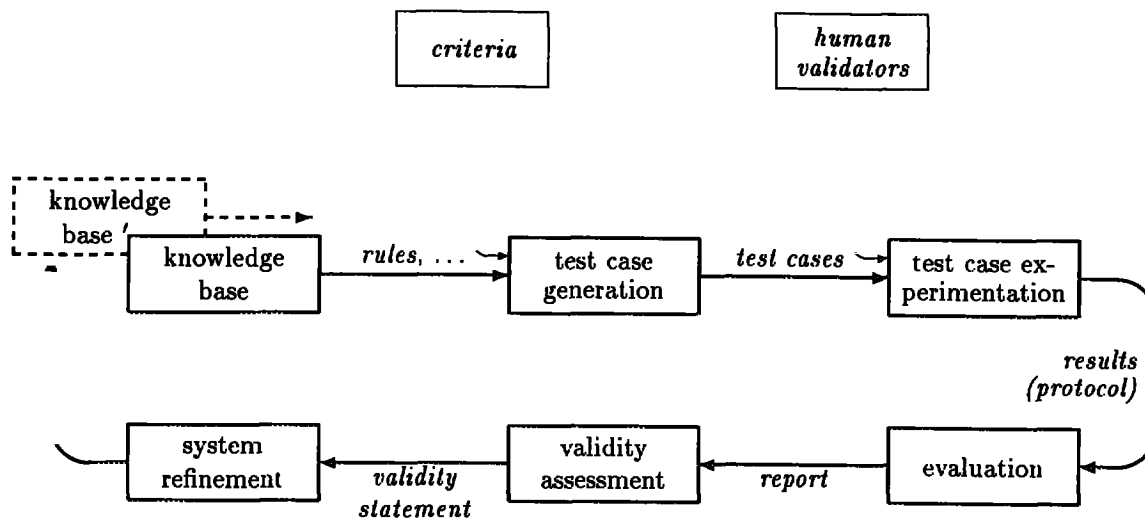 criteria
human
validators
knowledge
base ′
knowledge
base
rules, ...
test case
generation
test cases
test case ex-
perimentation
results
(protocol)
system
refinement
validity
statement
validity
assessment
report
evaluation